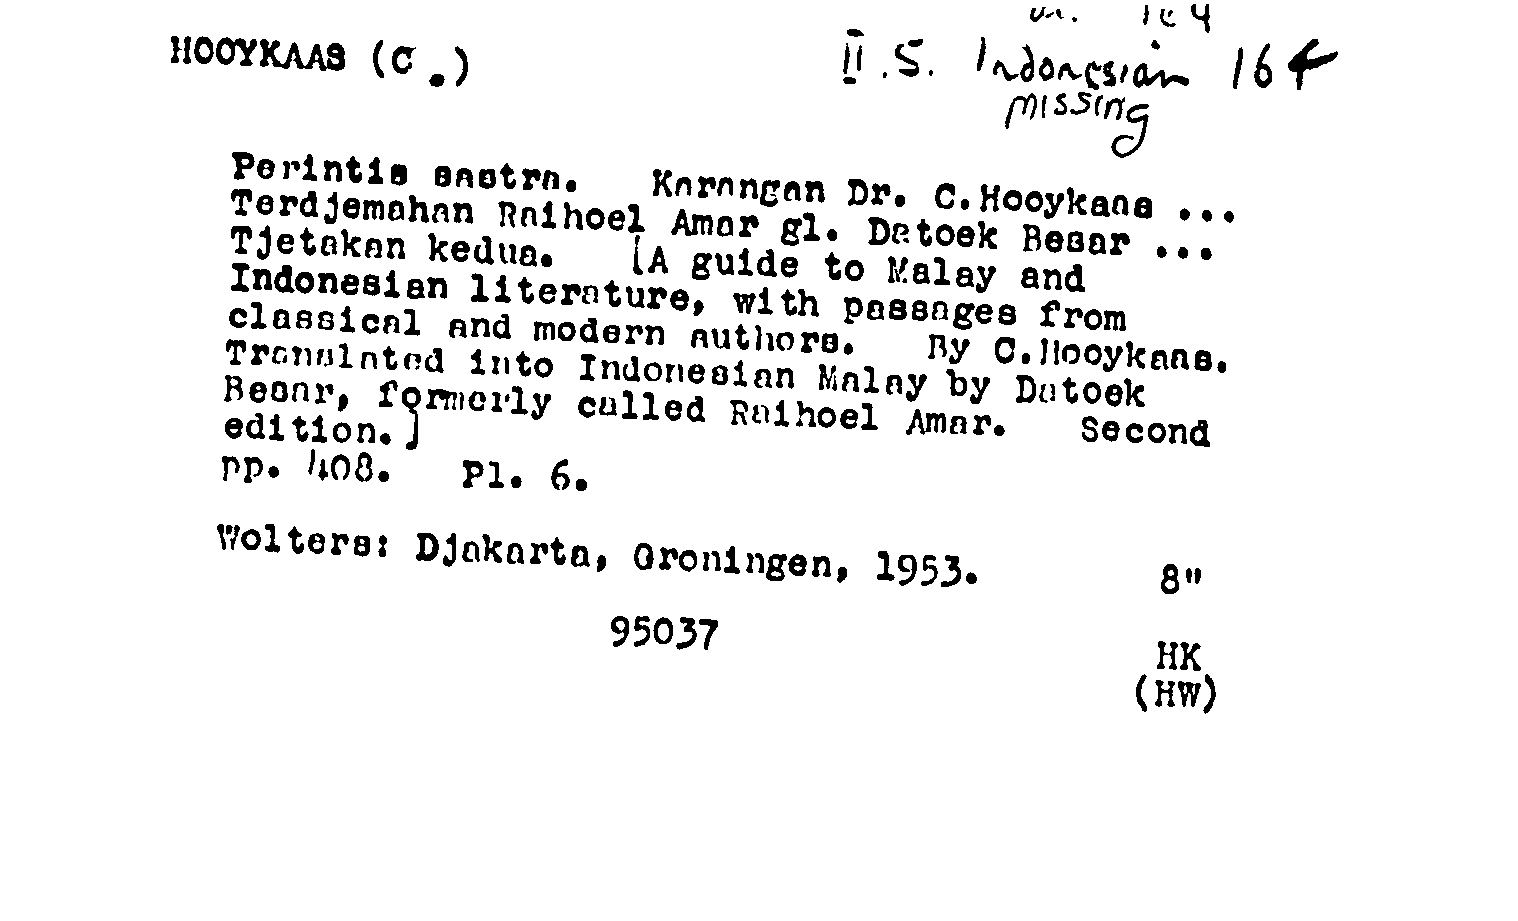 HOOYKAAS (C.)
II.S. Indonesian 164
missing
Perintis sastra. Karangan Dr. C.Hooykaas ...
Terdjemahan Raihoel Amar gl. Datoek Besar ...
Tjetakan kedua. [A guide to Malay and
Indonesian literature, with passages from
classical and modern authors. By C.Hooykaas.
Translated into Indonesian Malay by Datoek
Besar, formerly called Raihoel Amar. Second
edition.]
pp. 408. Pl. 6.
Wolters: Djakarta, Groningen, 1953. 8"
95037
HK
(HW)